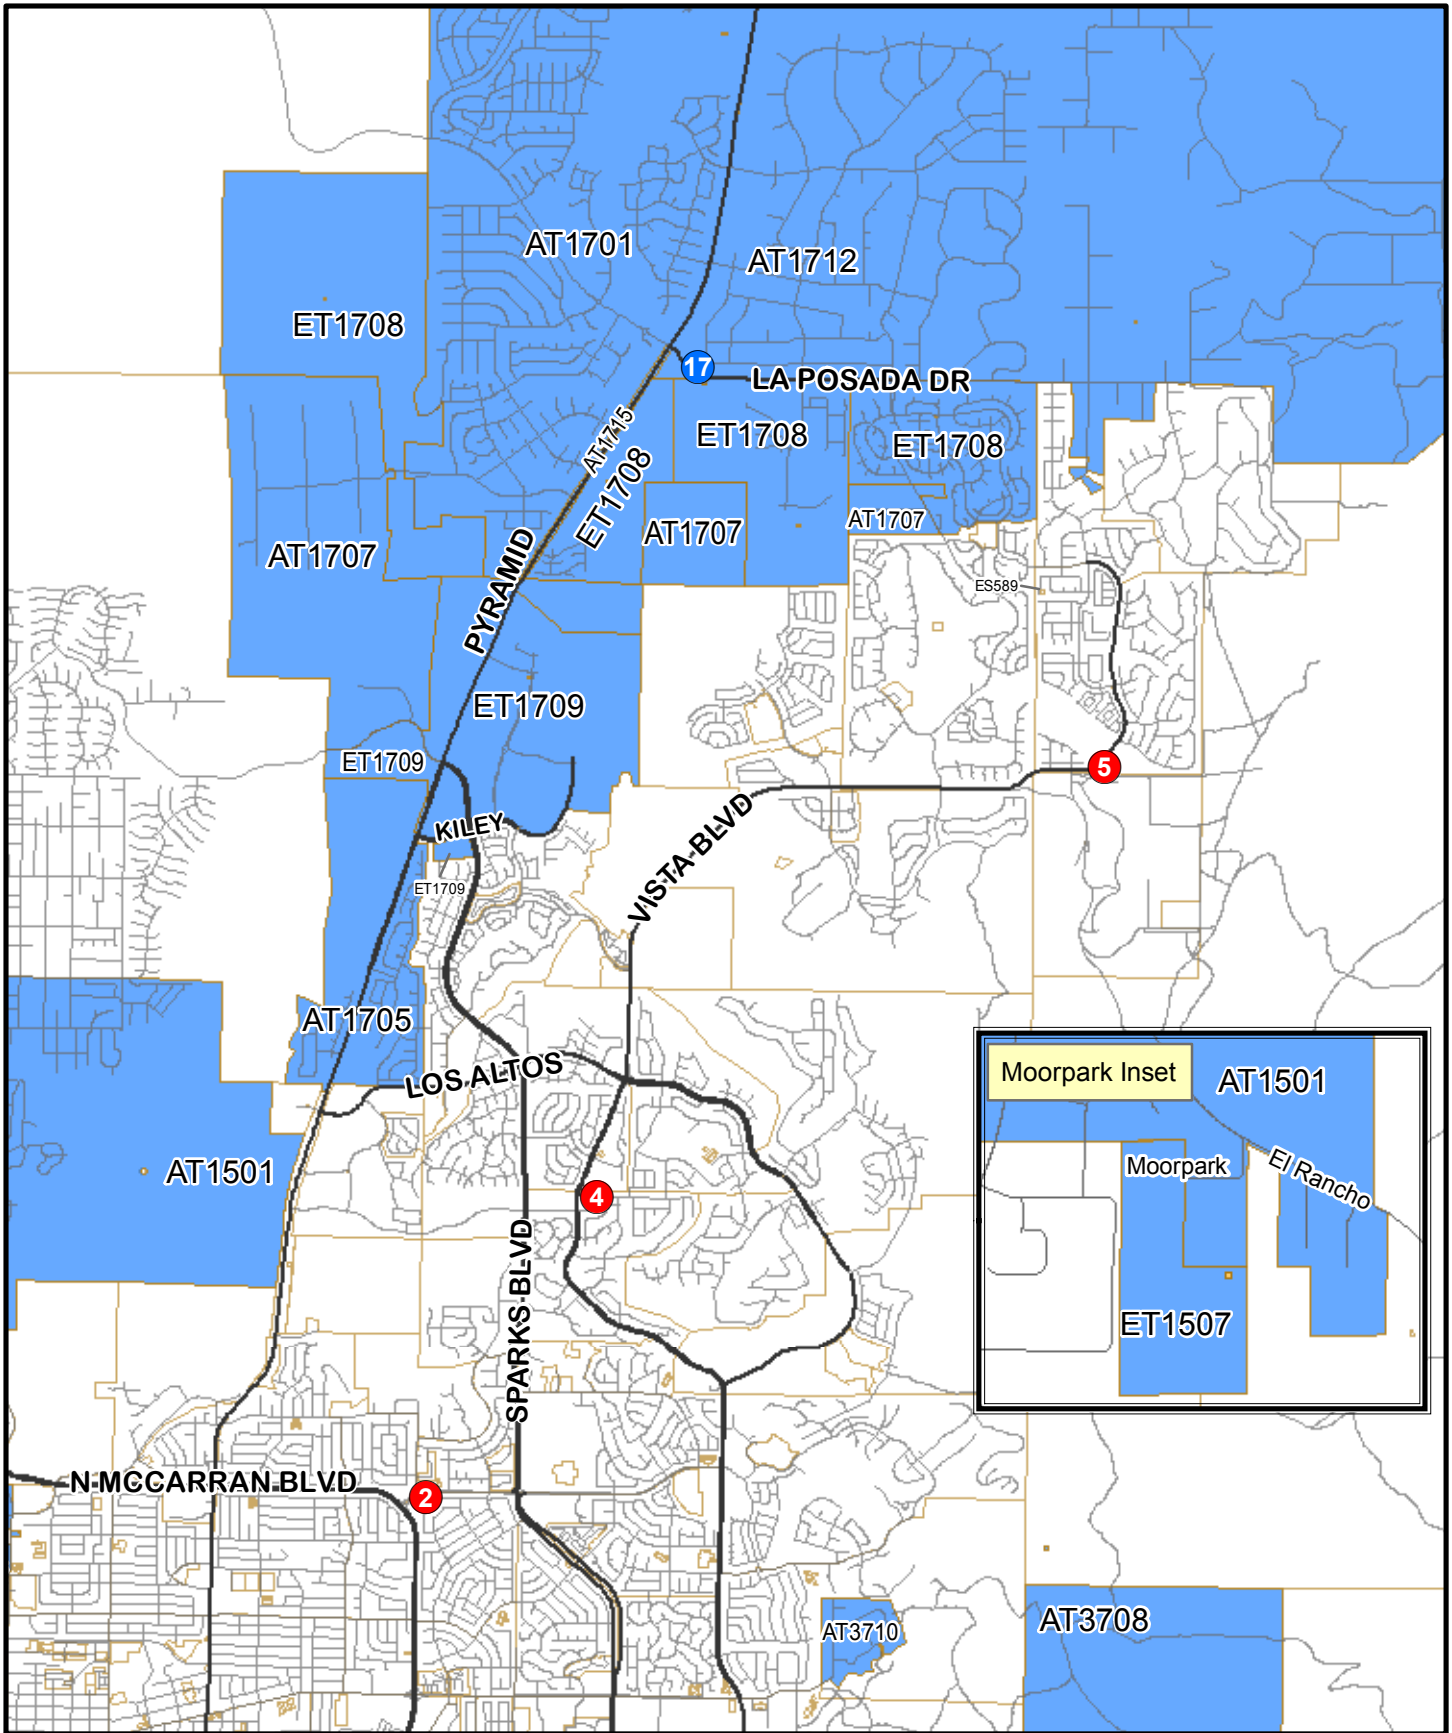 AT1701
AT1712
ET1708
17
LA POSADA DR
AT1715
ET1708
ET1708
ET1708
AT1707
AT1707
AT1707
PYRAMID
ES589
ET1709
ET1709
5
KILEY
VISTA BLVD
ET1709
AT1705
LOS ALTOS
Moorpark Inset
AT1501
Moorpark
El Rancho
ET1507
AT1501
4
SPARKS BLVD
N MCCARRAN BLVD
2
AT3710
AT3708